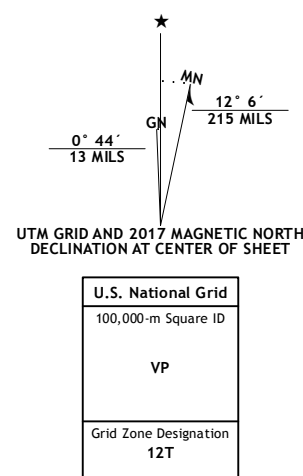 ★
MN
GN
12° 6´
215 MILS
0° 44´
13 MILS
UTM GRID AND 2017 MAGNETIC NORTH
DECLINATION AT CENTER OF SHEET
U.S. National Grid
100,000-m Square ID
VP
Grid Zone Designation
12T